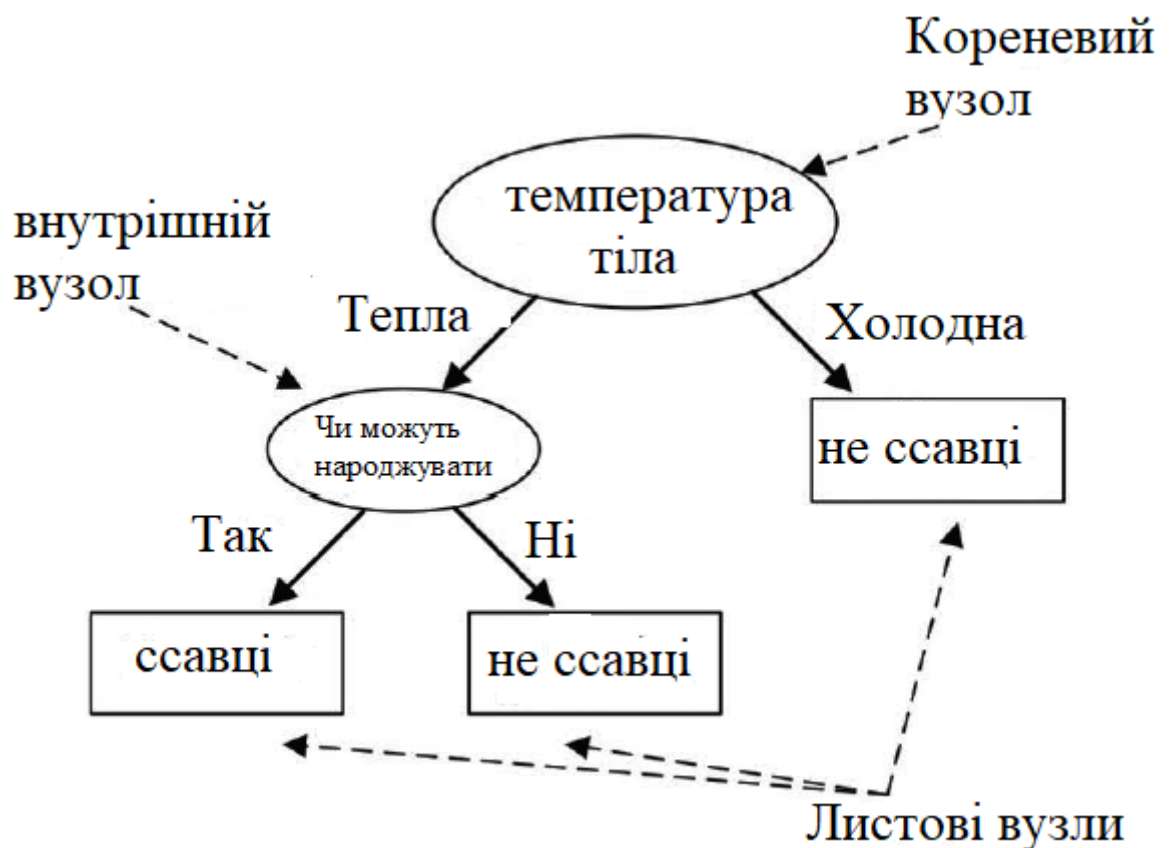 Кореневий
вузол
температура
тіла
внутрішній
вузол
Тепла
Холодна
Чи можуть
народжувати
не ссавці
Так
Ні
ссавці
не ссавці
Листові вузли